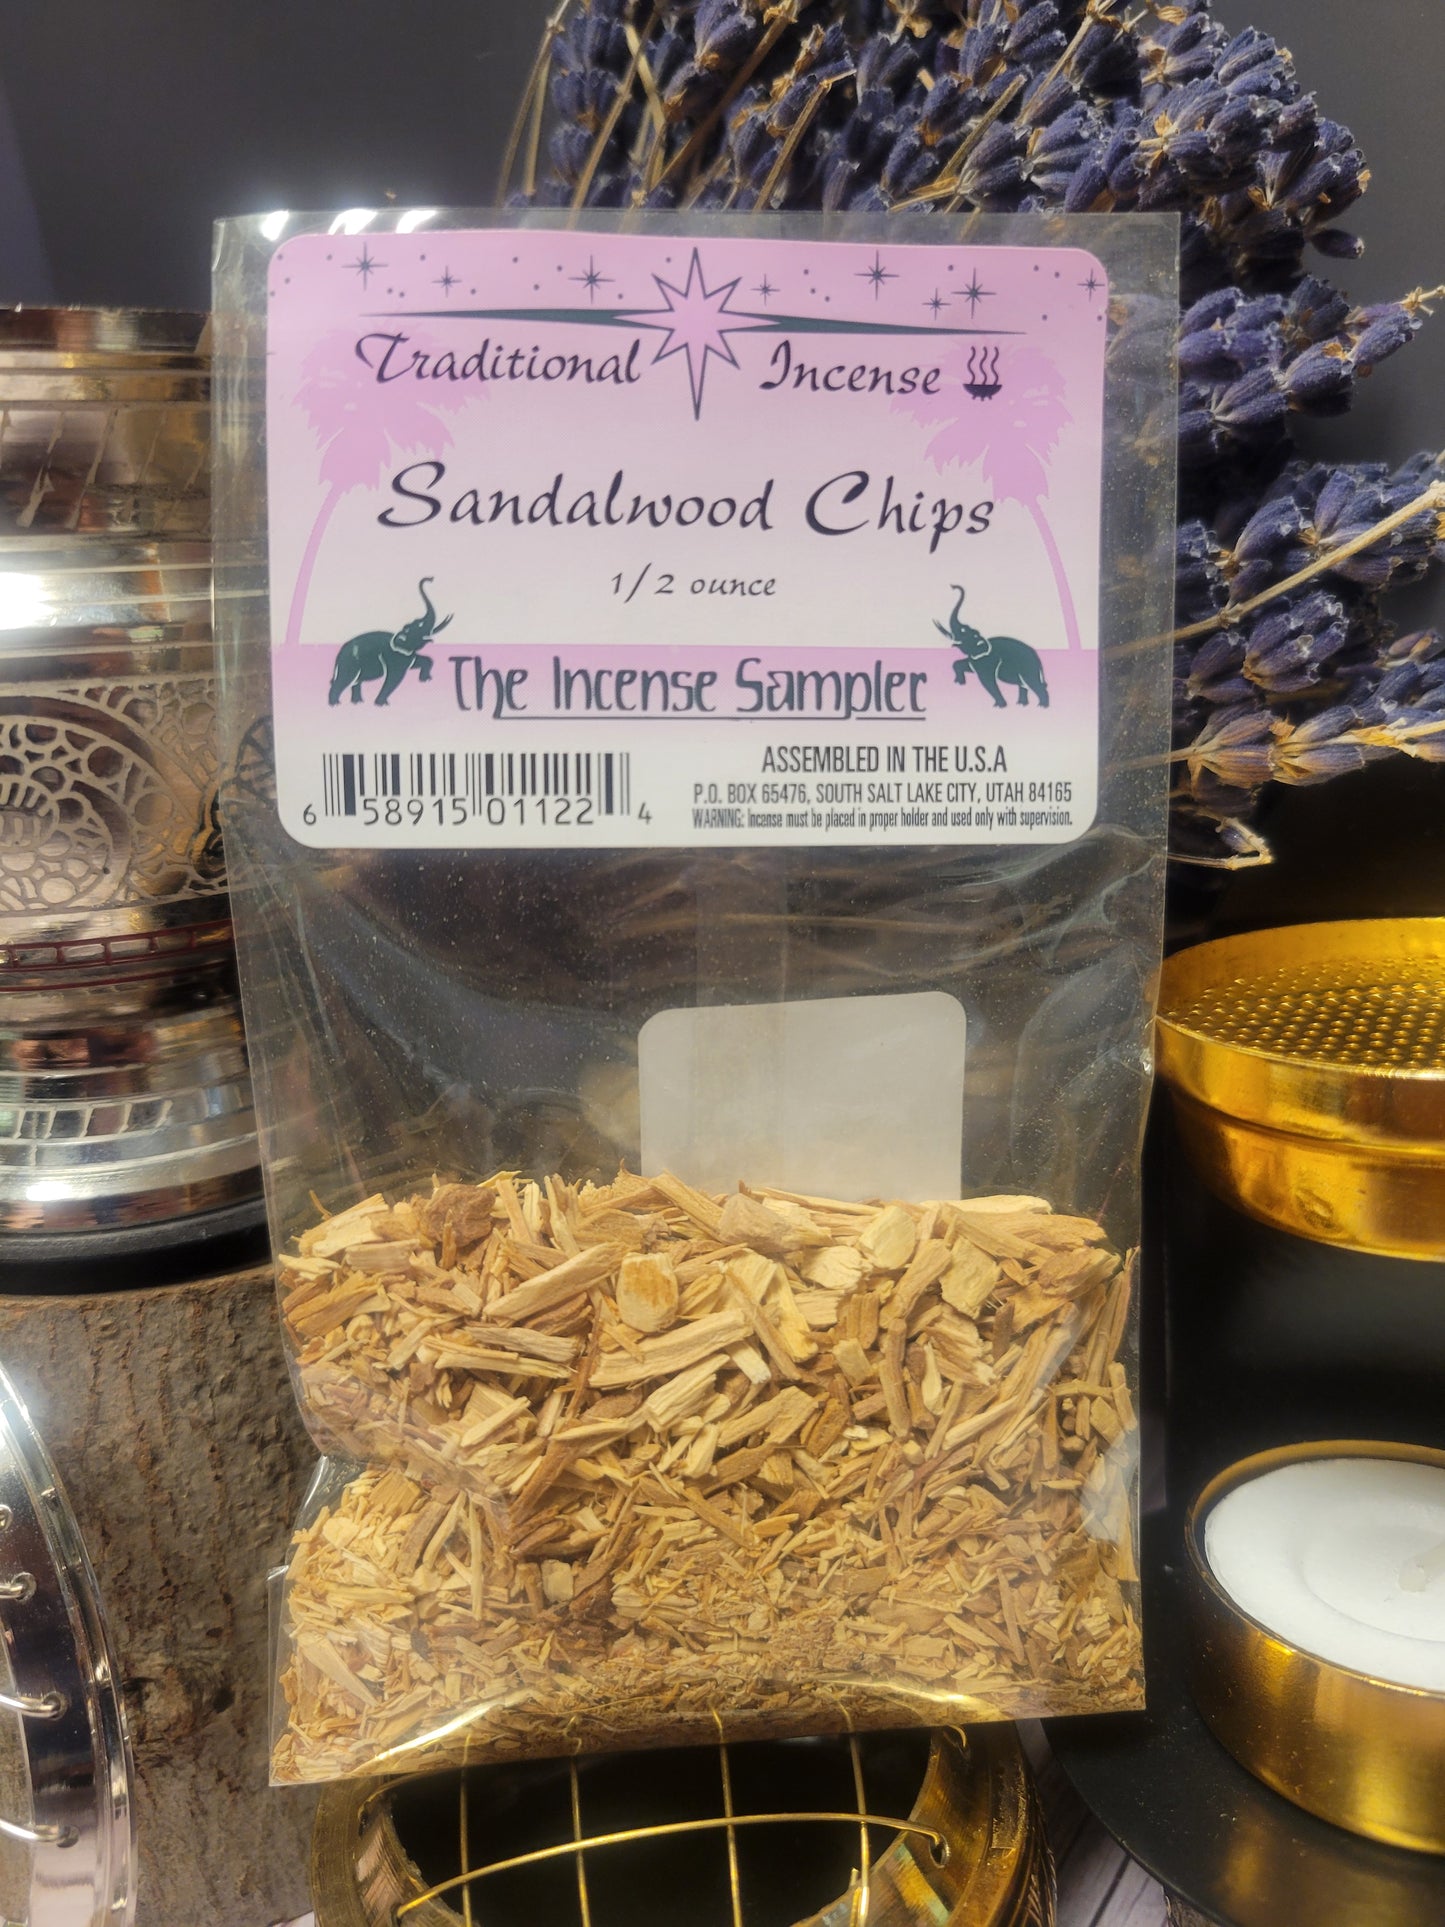 Traditional Incense
Sandalwood Chips
1/2 ounce
The Incense Sampler
6 58915 01122 4
ASSEMBLED IN THE U.S.A
P.O. BOX 65476, SOUTH SALT LAKE CITY, UTAH 84165
WARNING: Incense must be placed in proper holder and used only with supervision.